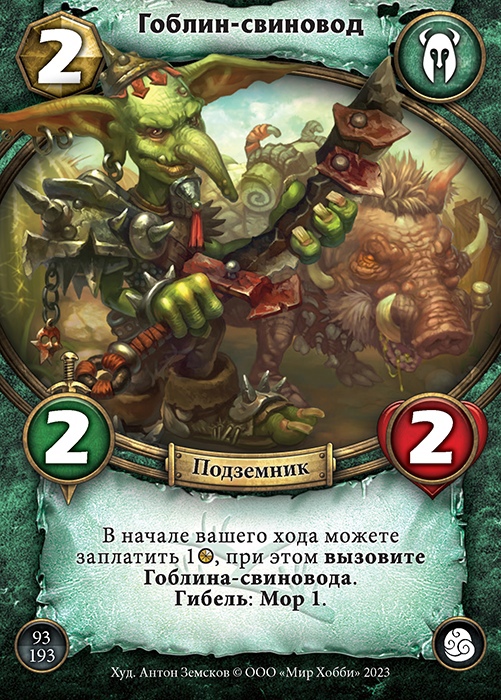 Гоблин-свиновод
2
2
2
Подземник
В начале вашего хода можете
заплатить 1, при этом вызовите
Гоблина-свиновода.
Гибель: Мор 1.
93
193
Худ. Антон Земсков © ООО «Мир Хобби» 2023